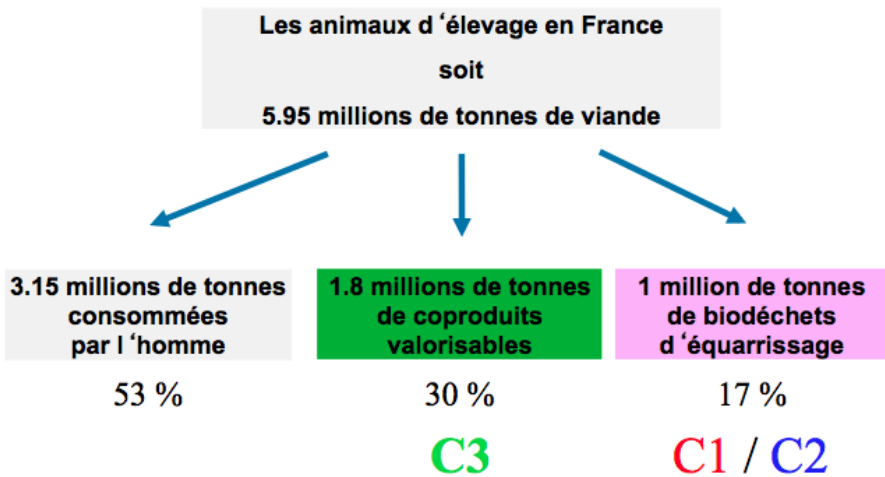 Les animaux d ‘élevage en France
soit
5.95 millions de tonnes de viande
3.15 millions de tonnes
consommées
par l ‘homme
1.8 millions de tonnes
de coproduits
valorisables
1 million de tonnes
de biodéchets
d ‘équarrissage
53 %
30 %
17 %
C3
C1 / C2